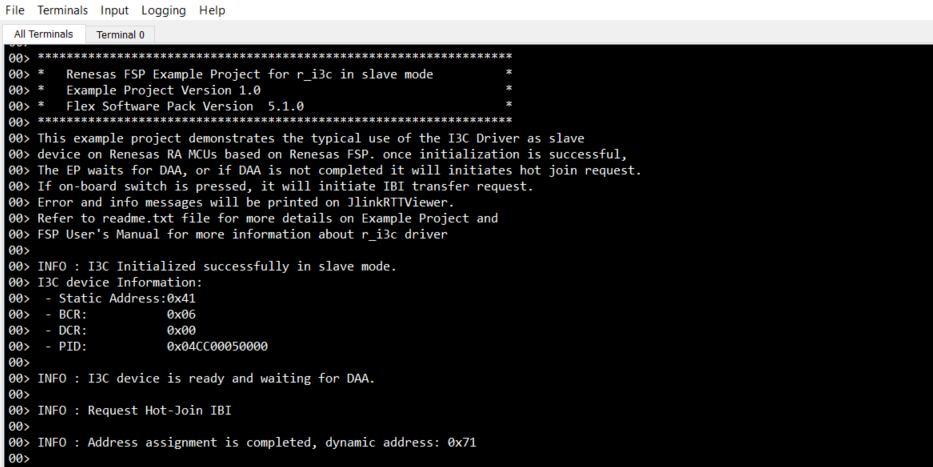 File Terminals Input Logging Help
All Terminals Terminal 0
00> ******************************************************************
00> *   Renesas FSP Example Project for r_i3c in slave mode          *
00> *   Example Project Version 1.0                                  *
00> *   Flex Software Pack Version  5.1.0                            *
00> ******************************************************************
00> This example project demonstrates the typical use of the I3C Driver as slave
00> device on Renesas RA MCUs based on Renesas FSP. once initialization is successful,
00> The EP waits for DAA, or if DAA is not completed it will initiates hot join request.
00> If on-board switch is pressed, it will initiate IBI transfer request.
00> Error and info messages will be printed on JlinkRTTViewer.
00> Refer to readme.txt file for more details on Example Project and
00> FSP User's Manual for more information about r_i3c driver
00>
00> INFO : I3C Initialized successfully in slave mode.
00> I3C device Information:
00>  - Static Address:0x41
00>  - BCR:           0x06
00>  - DCR:           0x00
00>  - PID:           0x04CC00050000
00>
00> INFO : I3C device is ready and waiting for DAA.
00>
00> INFO : Request Hot-Join IBI
00>
00> INFO : Address assignment is completed, dynamic address: 0x71
00>